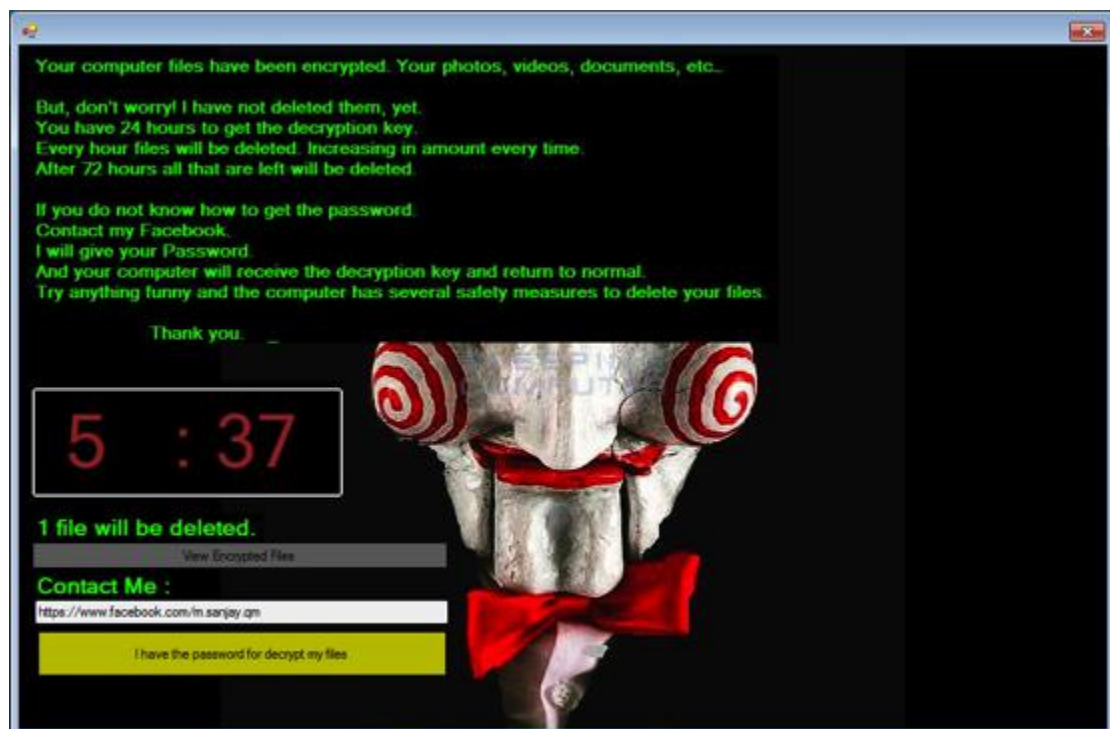 Your computer files have been encrypted. Your photos, videos, documents, etc...
But, don't worry! I have not deleted them, yet.
You have 24 hours to get the decryption key.
Every hour files will be deleted. Increasing in amount every time.
After 72 hours all that are left will be deleted.
If you do not know how to get the password.
Contact my Facebook.
I will give your Password.
And your computer will receive the decryption key and return to normal.
Try anything funny and the computer has several safety measures to delete your files.
Thank you. _
5 : 37
1 file will be deleted.
View Encrypted Files
Contact Me :
https://www.facebook.com/m.sanjay.qm
I have the password for decrypt my files